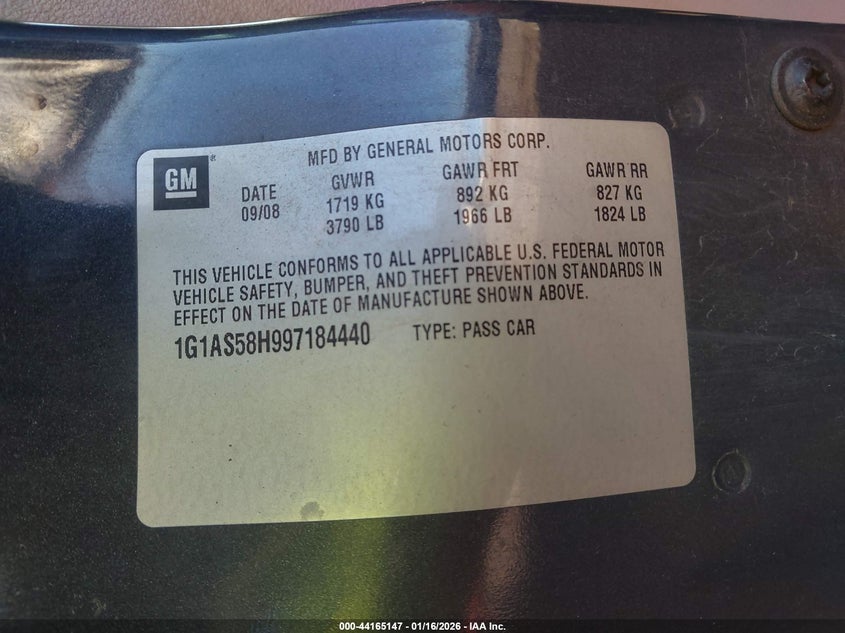 GM
MFD BY GENERAL MOTORS CORP.
DATE GVWR GAWR FRT GAWR RR
09/08 1719 KG 892 KG 827 KG
3790 LB 1966 LB 1824 LB
THIS VEHICLE CONFORMS TO ALL APPLICABLE U.S. FEDERAL MOTOR
VEHICLE SAFETY, BUMPER, AND THEFT PREVENTION STANDARDS IN
EFFECT ON THE DATE OF MANUFACTURE SHOWN ABOVE.
1G1AS58H997184440 TYPE: PASS CAR
000-44165147 - 01/16/2026 - IAA Inc.